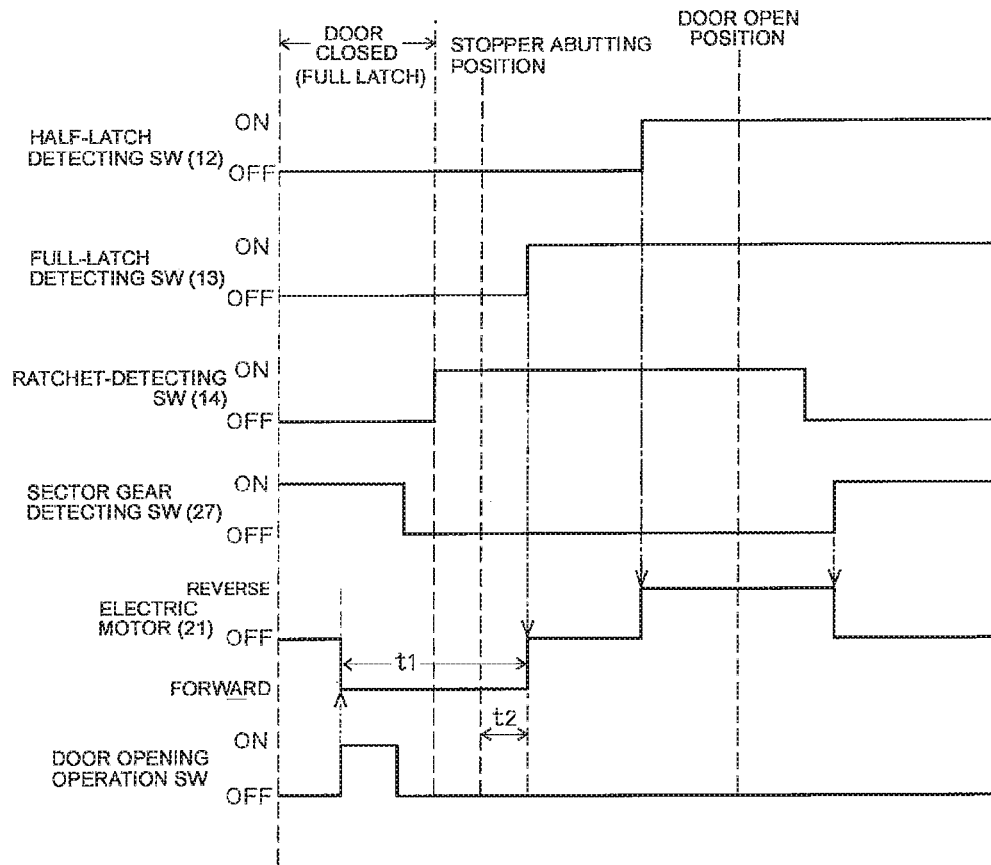 DOOR
CLOSED
(FULL LATCH)
STOPPER ABUTTING
POSITION
DOOR OPEN
POSITION
HALF-LATCH
DETECTING SW (12)
ON
OFF
FULL-LATCH
DETECTING SW (13)
ON
OFF
RATCHET-DETECTING
SW (14)
ON
OFF
SECTOR GEAR
DETECTING SW (27)
ON
OFF
ELECTRIC
MOTOR (21)
REVERSE
OFF
FORWARD
t1
t2
DOOR OPENING
OPERATION SW
ON
OFF